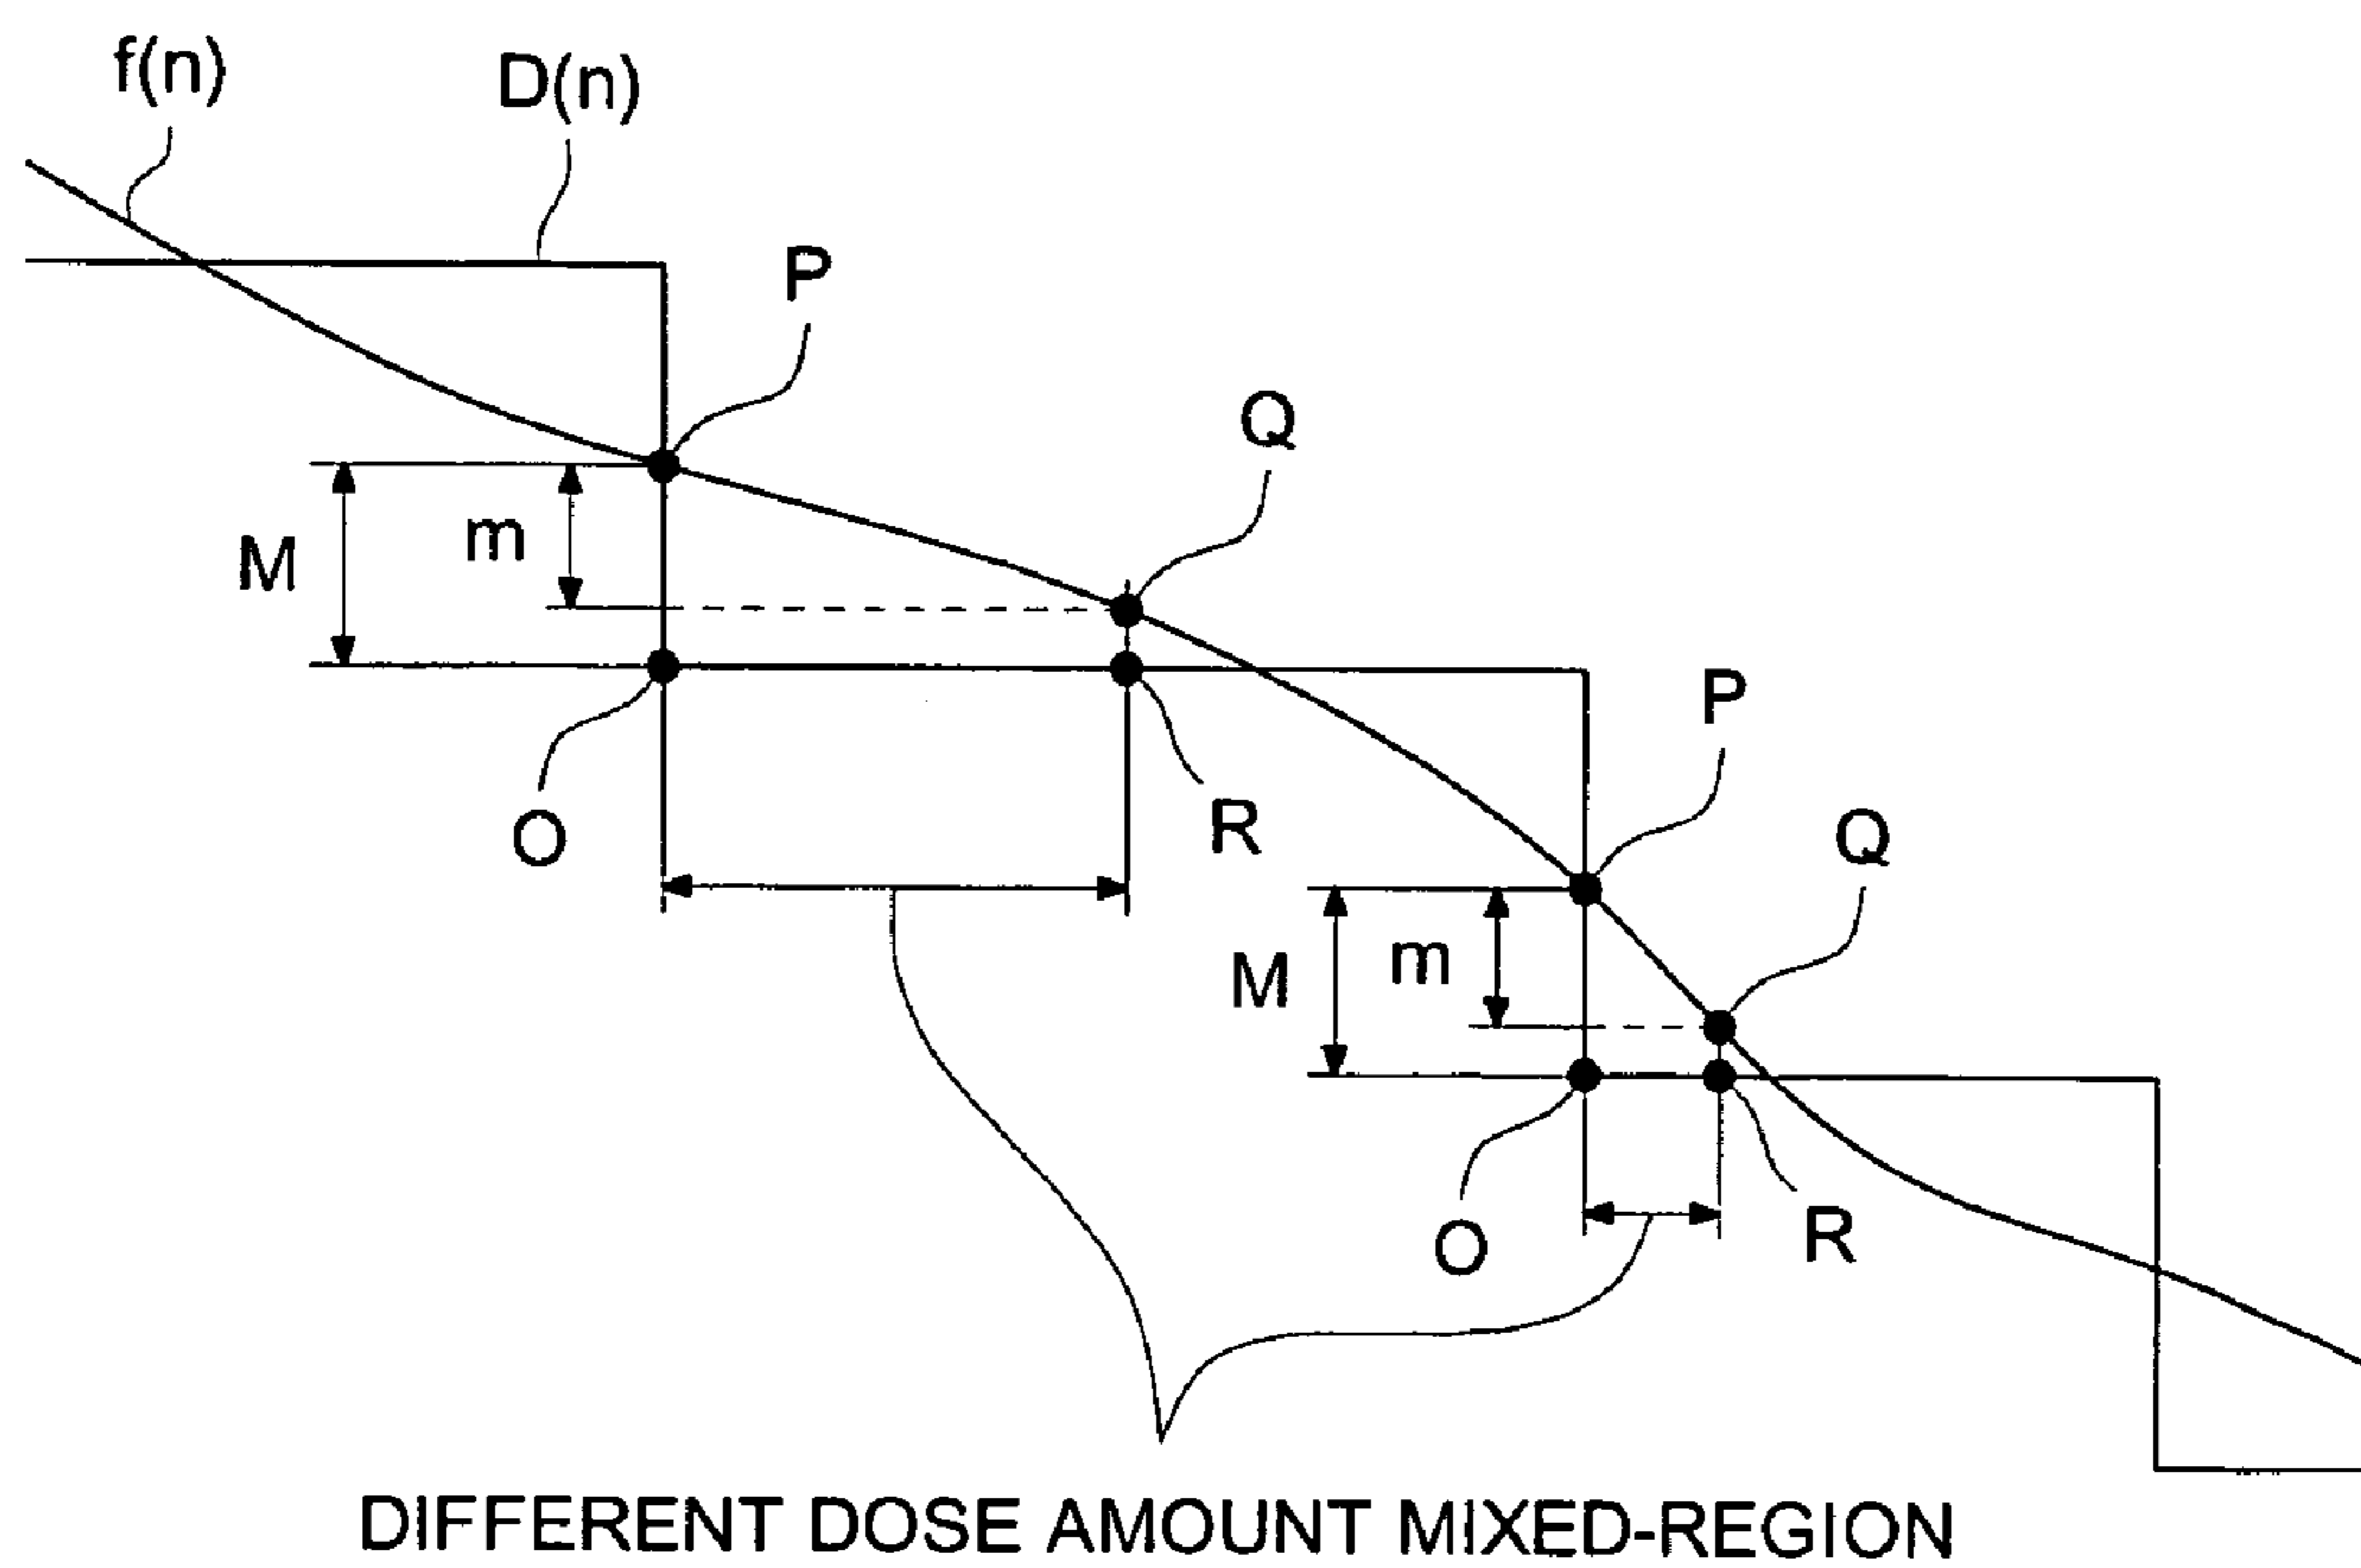 f(n)
D(n)
P
Q
M
m
P
O
R
Q
M
m
O
R
DIFFERENT DOSE AMOUNT MIXED-REGION